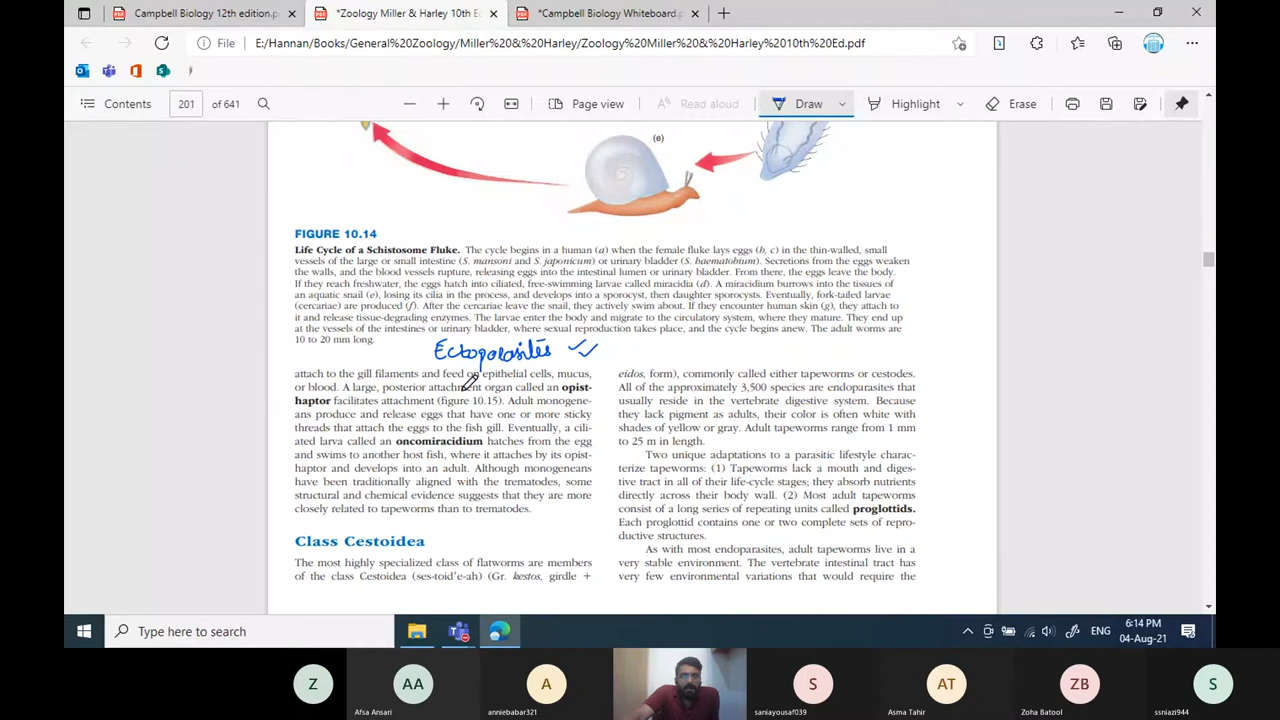 Campbell Biology 12th edition.p
*Zoology Miller & Harley 10th Ed
*Campbell Biology Whiteboard.p
File
E:/Hannan/Books/General%20Zoology/Miller%20&%20Harley/Zoology%20Miller%20&%20Harley%2010th%20Ed.pdf
Contents
201
of 641
Page view
Read aloud
Draw
Highlight
Erase
(e)
FIGURE 10.14
Life Cycle of a Schistosome Fluke. The cycle begins in a human (a) when the female fluke lays eggs (b, c) in the thin-walled, small
vessels of the large or small intestine (S. mansoni and S. japonicum) or urinary bladder (S. haematobium). Secretions from the eggs weaken
the walls, and the blood vessels rupture, releasing eggs into the intestinal lumen or urinary bladder. From there, the eggs leave the body.
If they reach freshwater, the eggs hatch into ciliated, free-swimming larvae called miracidia (d). A miracidium burrows into the tissues of
an aquatic snail (e), losing its cilia in the process, and develops into a sporocyst, then daughter sporocysts. Eventually, fork-tailed larvae
(cercariae) are produced (f). After the cercariae leave the snail, they actively swim about. If they encounter human skin (g), they attach to
it and release tissue-degrading enzymes. The larvae enter the body and migrate to the circulatory system, where they mature. They end up
at the vessels of the intestines or urinary bladder, where sexual reproduction takes place, and the cycle begins anew. The adult worms are
10 to 20 mm long.
Ectoparasites
attach to the gill filaments and feed on epithelial cells, mucus,
or blood. A large, posterior attachment organ called an opist-
haptor facilitates attachment (figure 10.15). Adult monogene-
ans produce and release eggs that have one or more sticky
threads that attach the eggs to the fish gill. Eventually, a cili-
ated larva called an oncomiracidium hatches from the egg
and swims to another host fish, where it attaches by its opist-
haptor and develops into an adult. Although monogeneans
have been traditionally aligned with the trematodes, some
structural and chemical evidence suggests that they are more
closely related to tapeworms than to trematodes.
Class Cestoidea
The most highly specialized class of flatworms are members
of the class Cestoidea (ses-toid'e-ah) (Gr. kestos, girdle +
eidos, form), commonly called either tapeworms or cestodes.
All of the approximately 3,500 species are endoparasites that
usually reside in the vertebrate digestive system. Because
they lack pigment as adults, their color is often white with
shades of yellow or gray. Adult tapeworms range from 1 mm
to 25 m in length.
Two unique adaptations to a parasitic lifestyle charac-
terize tapeworms: (1) Tapeworms lack a mouth and diges-
tive tract in all of their life-cycle stages; they absorb nutrients
directly across their body wall. (2) Most adult tapeworms
consist of a long series of repeating units called proglottids.
Each proglottid contains one or two complete sets of repro-
ductive structures.
As with most endoparasites, adult tapeworms live in a
very stable environment. The vertebrate intestinal tract has
very few environmental variations that would require the
Type here to search
ENG
6:14 PM
04-Aug-21
Z
AA
A
S
AT
ZB
S
Afsa Ansari
anniebabar321
saniayousaf039
Asma Tahir
Zoha Batool
ssniazi944